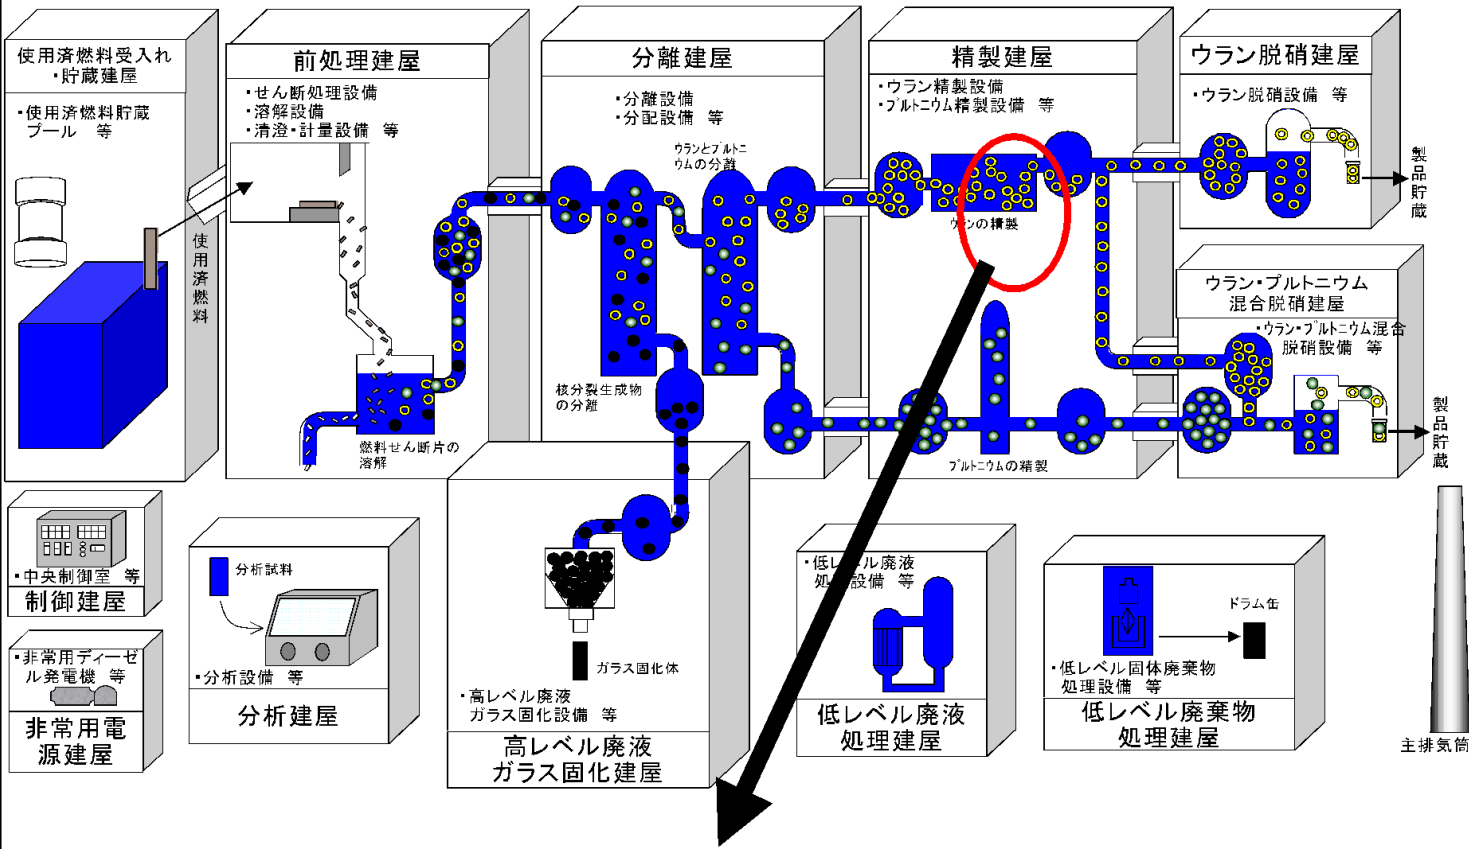 使用済燃料受入れ
・貯蔵建屋
・使用済燃料貯蔵
プール　等
使用済燃料
前処理建屋
・せん断処理設備
・溶解設備
・清澄・計量設備　等
燃料せん断片の
溶解
分離建屋
・分離設備
・分配設備　等
ウランとプルトニ
ウムの分離
核分裂生成物
の分離
精製建屋
・ウラン精製設備
・プルトニウム精製設備　等
ウランの精製
プルトニウムの精製
ウラン脱硝建屋
・ウラン脱硝設備　等
製品貯蔵
ウラン・プルトニウム
混合脱硝建屋
・ウラン・プルトニウム混合
脱硝設備　等
製品貯蔵
・中央制御室　等
制御建屋
・非常用ディーゼ
ル発電機　等
非常用電
源建屋
分析試料
・分析設備　等
分析建屋
ガラス固化体
・高レベル廃液
ガラス固化設備　等
高レベル廃液
ガラス固化建屋
・低レベル廃液
処理設備　等
低レベル廃液
処理建屋
ドラム缶
・低レベル固体廃棄物
処理設備　等
低レベル廃棄物
処理建屋
主排気筒